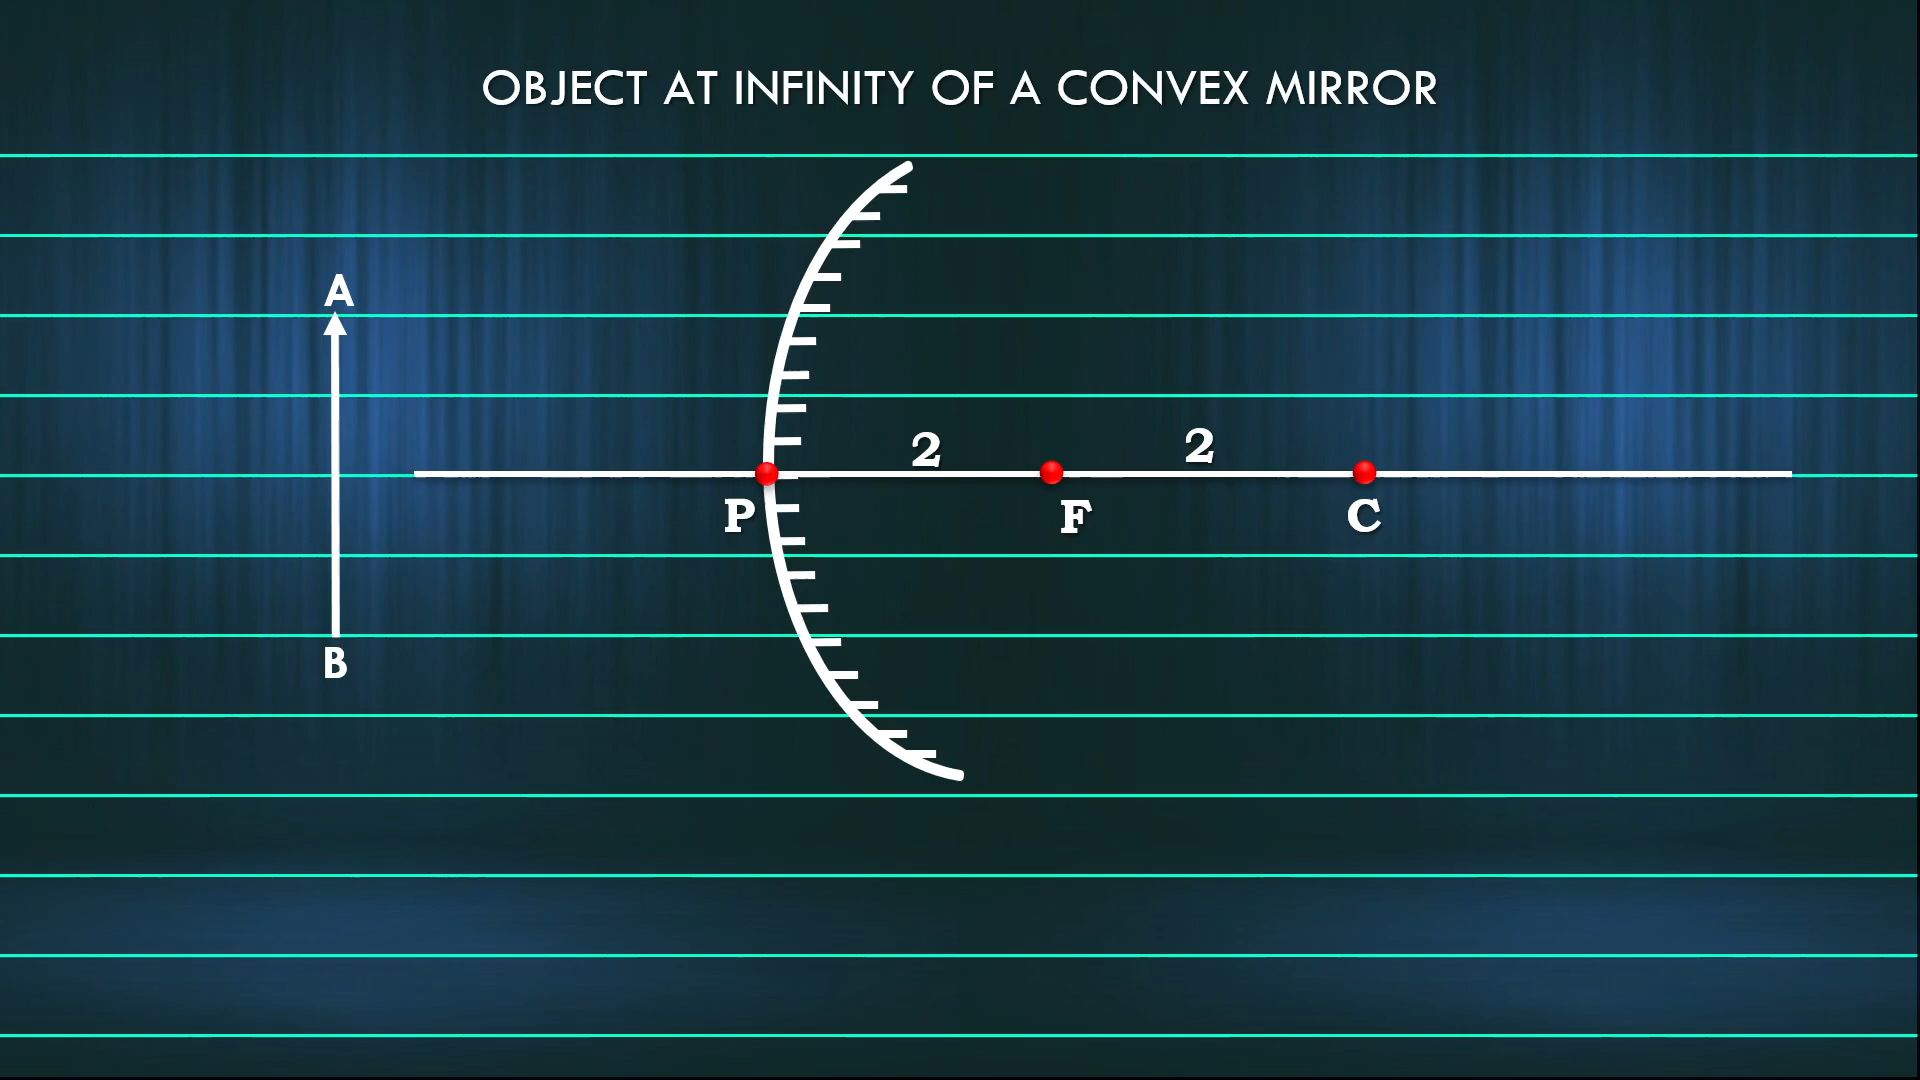 OBJECT AT INFINITY OF A CONVEX MIRROR
A
2 2
P F C
B